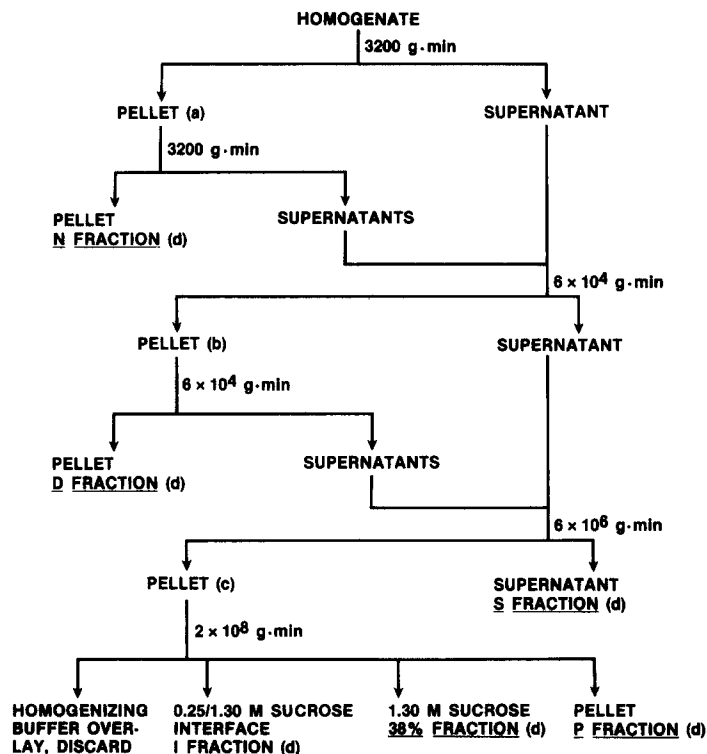 HOMOGENATE
3200 g·min
PELLET (a)
SUPERNATANT
3200 g·min
PELLET
N FRACTION (d)
SUPERNATANTS
6 × 10⁴ g·min
PELLET (b)
SUPERNATANT
6 × 10⁴ g·min
PELLET
D FRACTION (d)
SUPERNATANTS
6 × 10⁶ g·min
PELLET (c)
SUPERNATANT
S FRACTION (d)
2 × 10⁸ g·min
HOMOGENIZING
BUFFER OVER-
LAY, DISCARD
0.25/1.30 M SUCROSE
INTERFACE
I FRACTION (d)
1.30 M SUCROSE
38% FRACTION (d)
PELLET
P FRACTION (d)